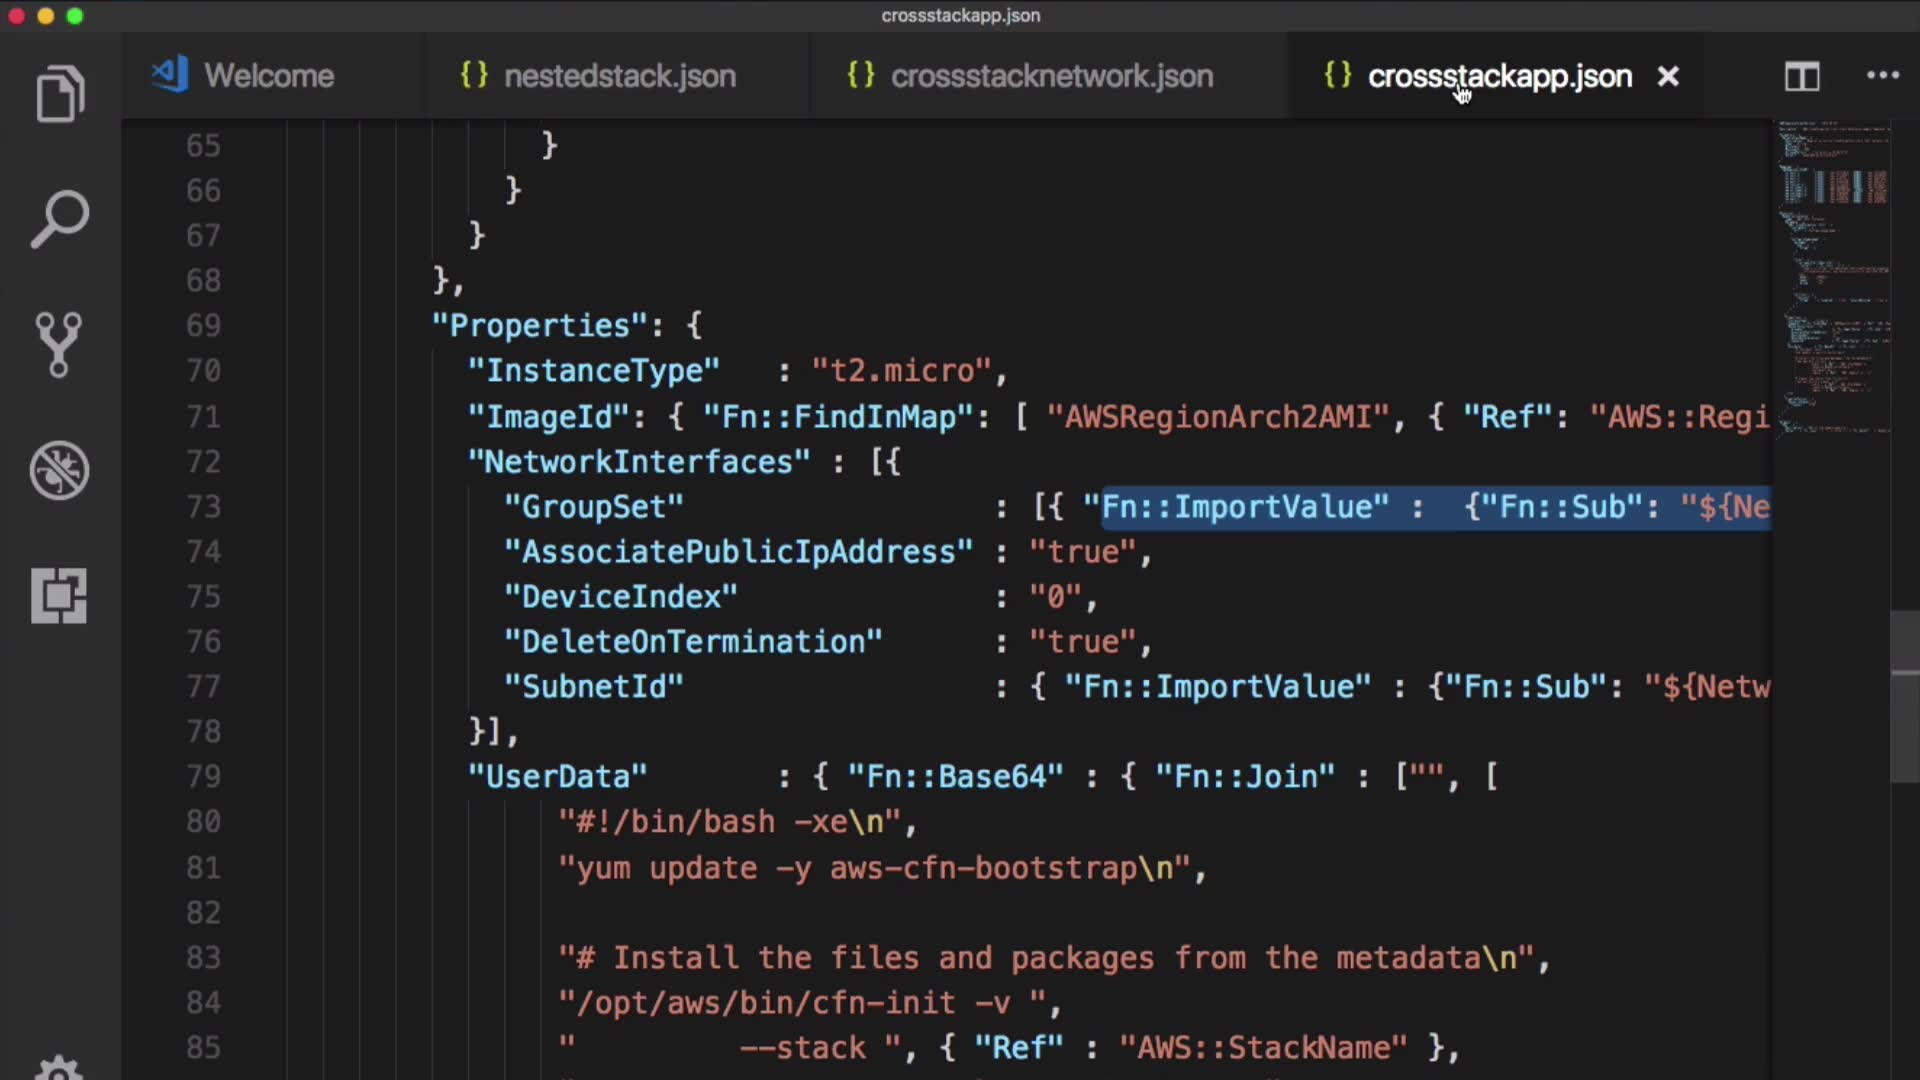 crossstackapp.json
Welcome
{} nestedstack.json
{} crossstacknetwork.json
{} crossstackapp.json
65 }
66 }
67 }
68 },
69 "Properties": {
70 "InstanceType" : "t2.micro",
71 "ImageId": { "Fn::FindInMap": [ "AWSRegionArch2AMI", { "Ref": "AWS::Regi
72 "NetworkInterfaces" : [{
73 "GroupSet" : [{ "Fn::ImportValue" : {"Fn::Sub": "${Ne
74 "AssociatePublicIpAddress" : "true",
75 "DeviceIndex" : "0",
76 "DeleteOnTermination" : "true",
77 "SubnetId" : { "Fn::ImportValue" : {"Fn::Sub": "${Netw
78 }],
79 "UserData" : { "Fn::Base64" : { "Fn::Join" : ["", [
80 "#!/bin/bash -xe\n",
81 "yum update -y aws-cfn-bootstrap\n",
82
83 "# Install the files and packages from the metadata\n",
84 "/opt/aws/bin/cfn-init -v ",
85 " --stack ", { "Ref" : "AWS::StackName" },